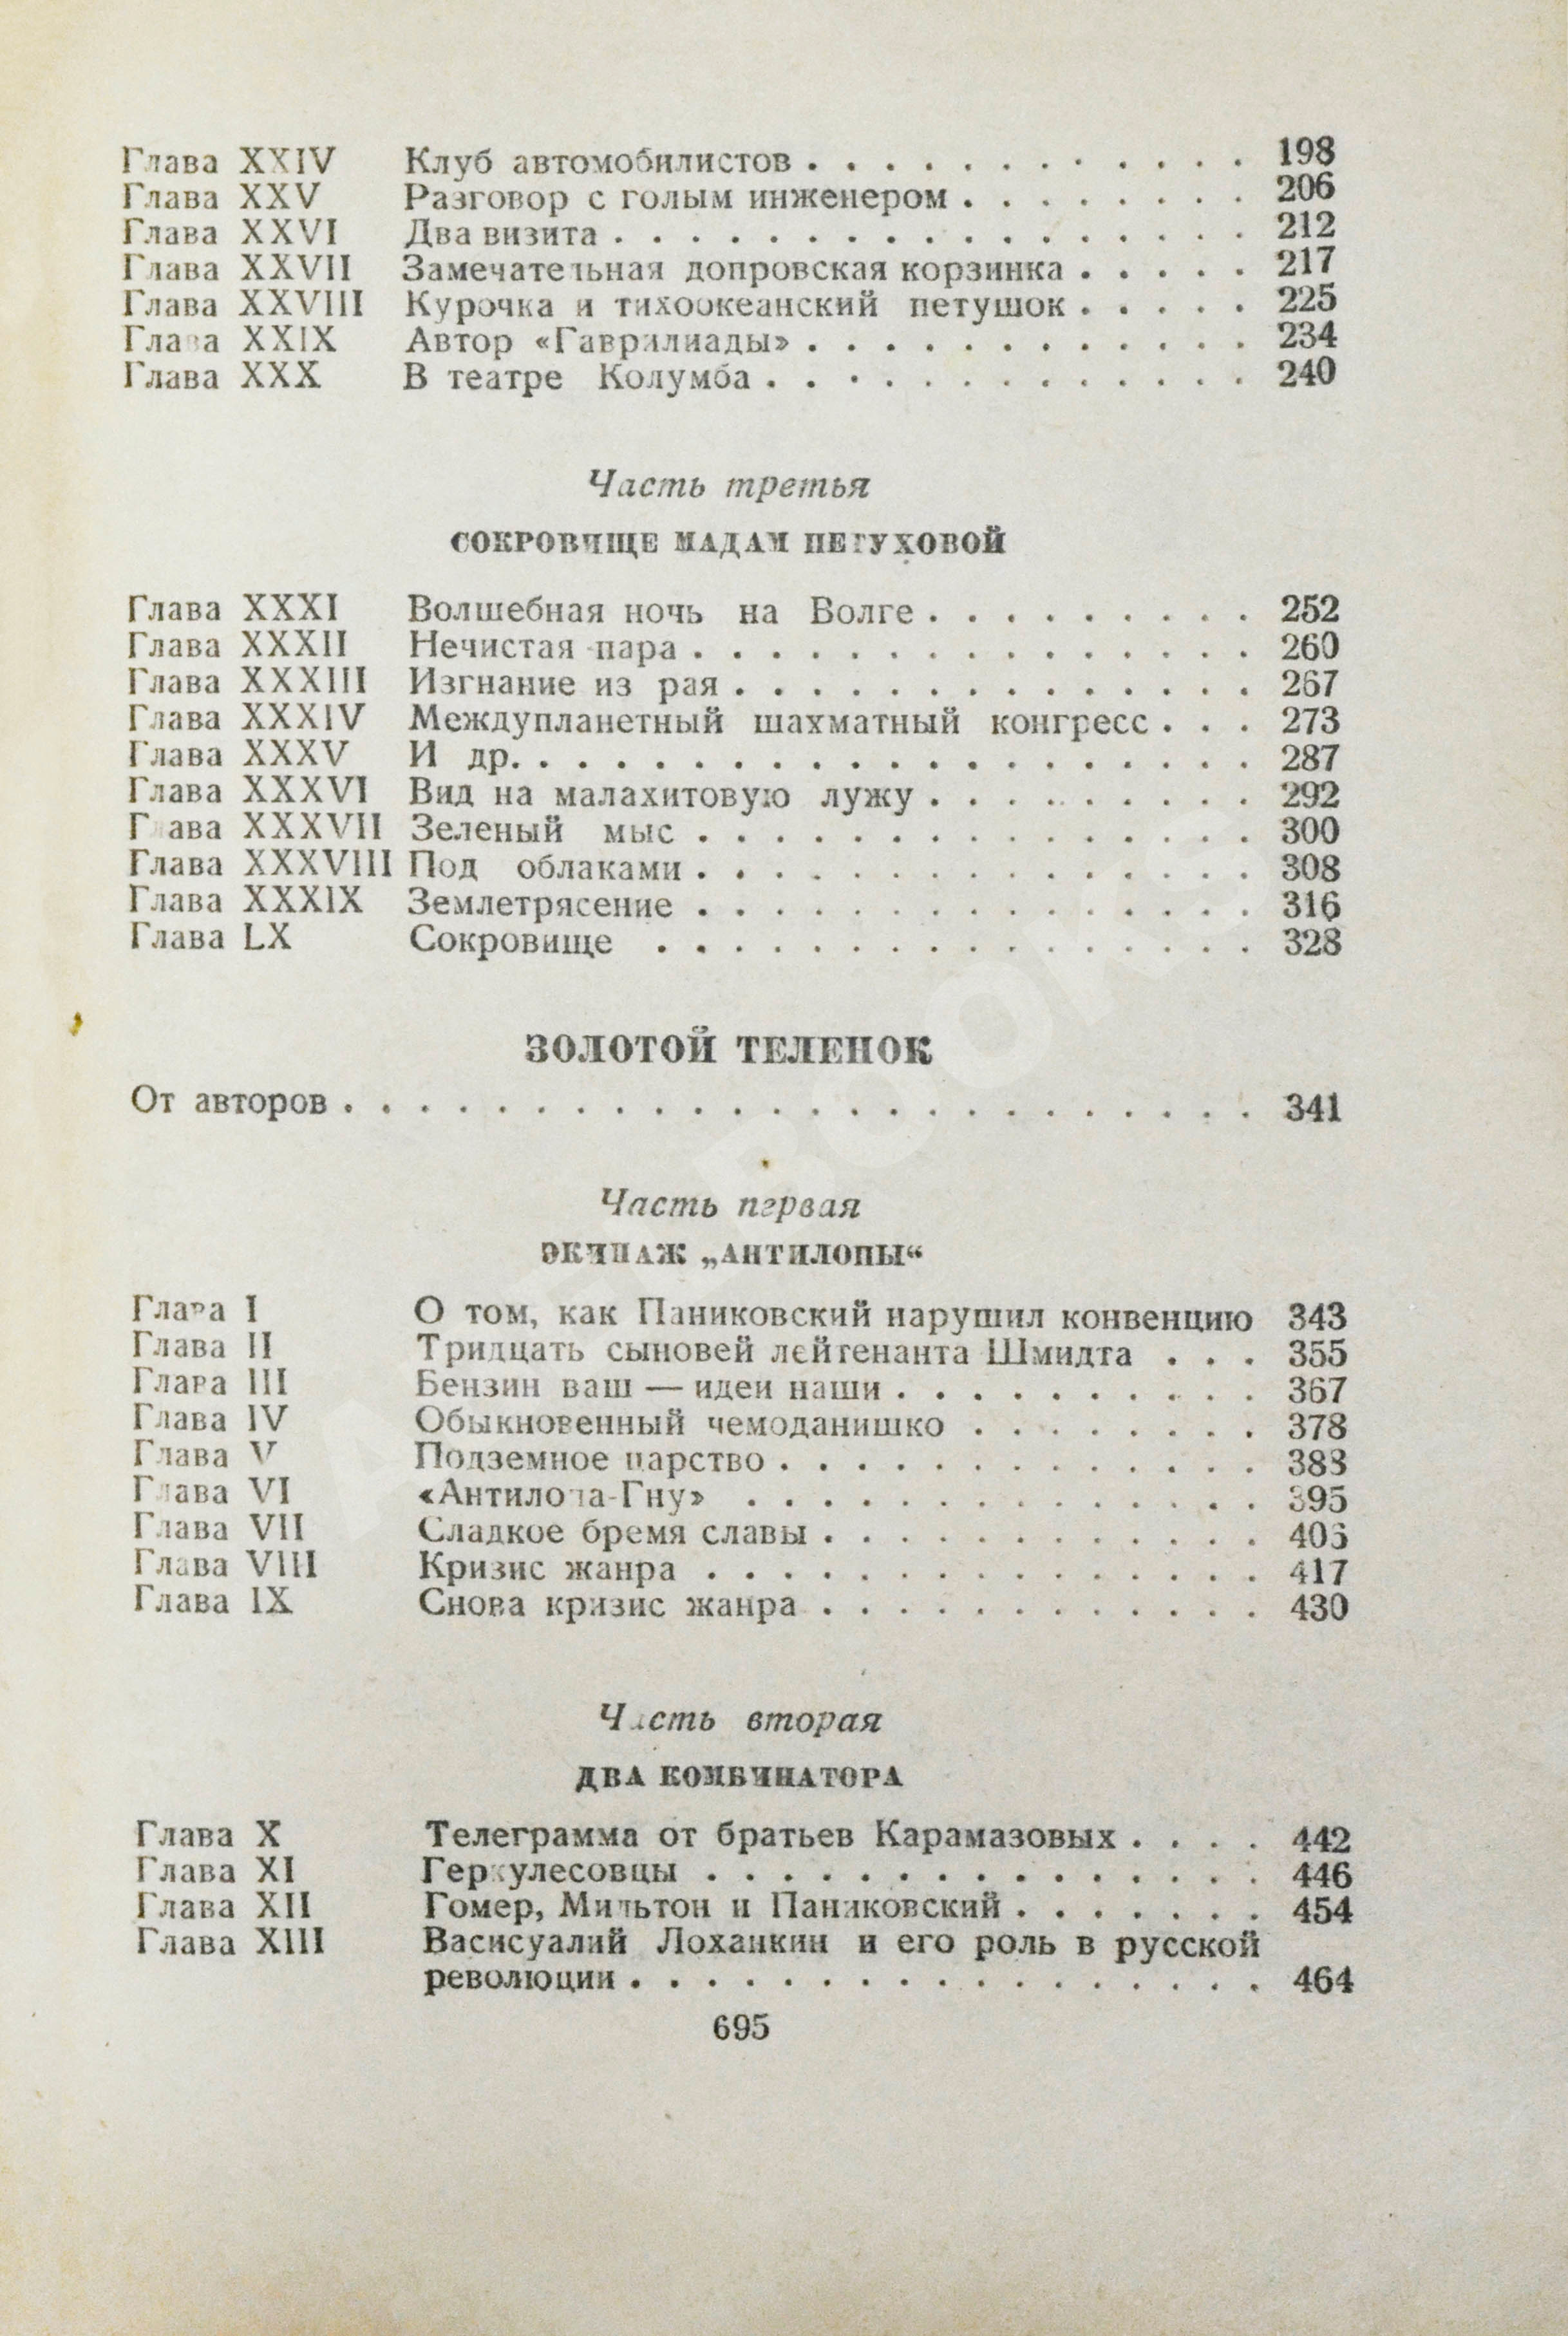 Глава XXIV Клуб автомобилистов . . . . . . . . . . . . 198
Глава XXV Разговор с голым инженером . . . . . . . . 206
Глава XXVI Два визита . . . . . . . . . . . . . . . . . 212
Глава XXVII Замечательная допровская корзинка . . . . . 217
Глава XXVIII Курочка и тихоокеанский петушок . . . . . 225
Глава XXIX Автор «Гаврилиады» . . . . . . . . . . . . 234
Глава XXX В театре Колумба . . . . . . . . . . . . . 240
Часть третья
СОКРОВИЩЕ МАДАМ ПЕТУХОВОЙ
Глава XXXI Волшебная ночь на Волге . . . . . . . . . 252
Глава XXXII Нечистая пара . . . . . . . . . . . . . . . 260
Глава XXXIII Изгнание из рая . . . . . . . . . . . . . . 267
Глава XXXIV Междупланетный шахматный конгресс . . . 273
Глава XXXV И др. . . . . . . . . . . . . . . . . . . . 287
Глава XXXVI Вид на малахитовую лужу . . . . . . . . . 292
Глава XXXVII Зеленый мыс . . . . . . . . . . . . . . . 300
Глава XXXVIII Под облаками . . . . . . . . . . . . . . . 308
Глава XXXIX Землетрясение . . . . . . . . . . . . . . . 316
Глава LX Сокровище . . . . . . . . . . . . . . . . 328
ЗОЛОТОЙ ТЕЛЕНОК
От авторов . . . . . . . . . . . . . . . . . . . . . . . . 341
Часть первая
ЭКИПАЖ „АНТИЛОПЫ“
Глава I О том, как Паниковский нарушил конвенцию 343
Глава II Тридцать сыновей лейтенанта Шмидта . . . 355
Глава III Бензин ваш — идеи наши . . . . . . . . . . 367
Глава IV Обыкновенный чемоданишко . . . . . . . . 378
Глава V Подземное царство . . . . . . . . . . . . . 388
Глава VI «Антилопа-Гну» . . . . . . . . . . . . . . 395
Глава VII Сладкое бремя славы . . . . . . . . . . . . 405
Глава VIII Кризис жанра . . . . . . . . . . . . . . . 417
Глава IX Снова кризис жанра . . . . . . . . . . . . 430
Часть вторая
ДВА КОМБИНАТОРА
Глава X Телеграмма от братьев Карамазовых . . . . 442
Глава XI Геркулесовцы . . . . . . . . . . . . . . . 446
Глава XII Гомер, Мильтон и Паниковский . . . . . . . 454
Глава XIII Васисуалий Лоханкин и его роль в русской
революции . . . . . . . . . . . . . . . . . 464
695